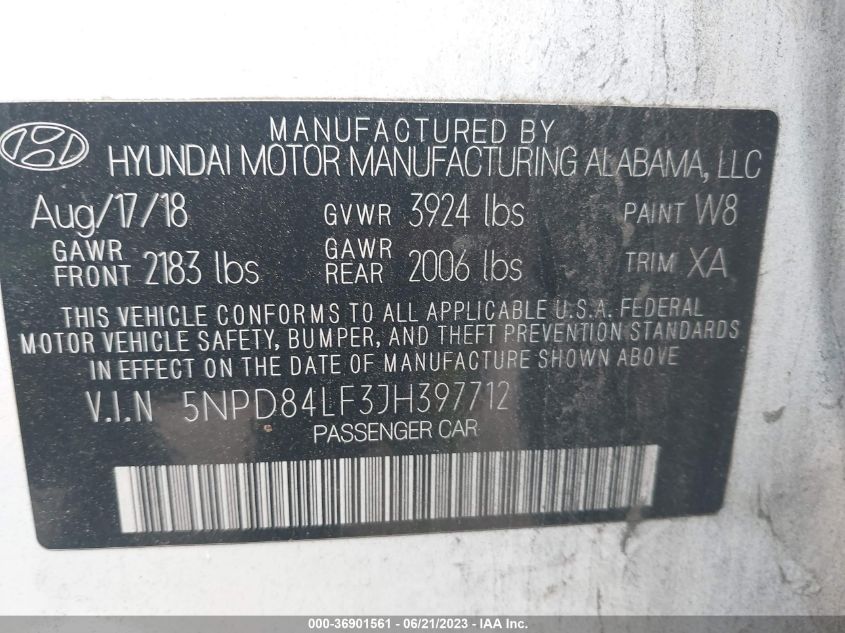 MANUFACTURED BY
HYUNDAI MOTOR MANUFACTURING ALABAMA, LLC
Aug/17/18 GVWR 3924 lbs PAINT W8
GAWR FRONT 2183 lbs GAWR REAR 2006 lbs TRIM XA
THIS VEHICLE CONFORMS TO ALL APPLICABLE U.S.A. FEDERAL
MOTOR VEHICLE SAFETY, BUMPER, AND THEFT PREVENTION STANDARDS
IN EFFECT ON THE DATE OF MANUFACTURE SHOWN ABOVE
V.I.N 5NPD84LF3JH397712
PASSENGER CAR
000-36901561 - 06/21/2023 - IAA Inc.